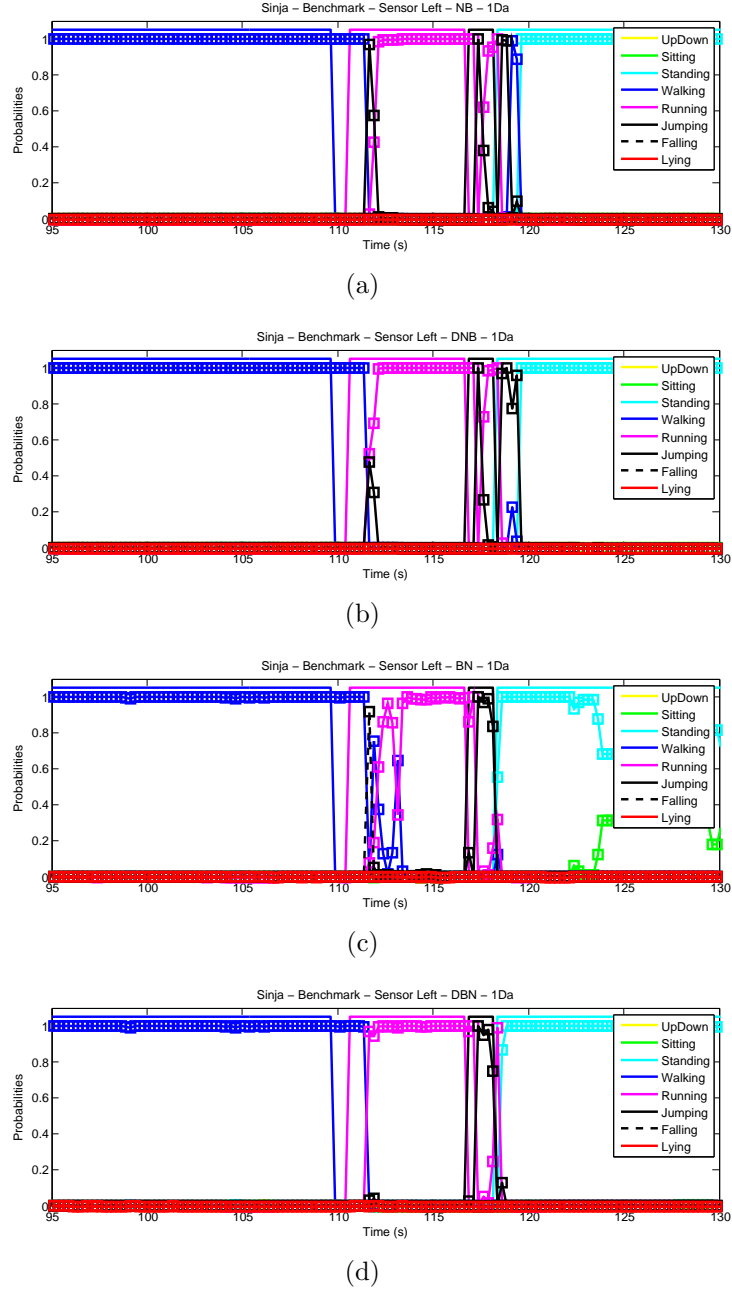 Sinja – Benchmark – Sensor Left – NB – 1Da
Probabilities
1
0.8
0.6
0.4
0.2
0
95 100 105 110 115 120 125 130
Time (s)
UpDown
Sitting
Standing
Walking
Running
Jumping
Falling
Lying
(a)
Sinja – Benchmark – Sensor Left – DNB – 1Da
Probabilities
1
0.8
0.6
0.4
0.2
0
95 100 105 110 115 120 125 130
Time (s)
UpDown
Sitting
Standing
Walking
Running
Jumping
Falling
Lying
(b)
Sinja – Benchmark – Sensor Left – BN – 1Da
Probabilities
1
0.8
0.6
0.4
0.2
0
95 100 105 110 115 120 125 130
Time (s)
UpDown
Sitting
Standing
Walking
Running
Jumping
Falling
Lying
(c)
Sinja – Benchmark – Sensor Left – DBN – 1Da
Probabilities
1
0.8
0.6
0.4
0.2
0
95 100 105 110 115 120 125 130
Time (s)
UpDown
Sitting
Standing
Walking
Running
Jumping
Falling
Lying
(d)